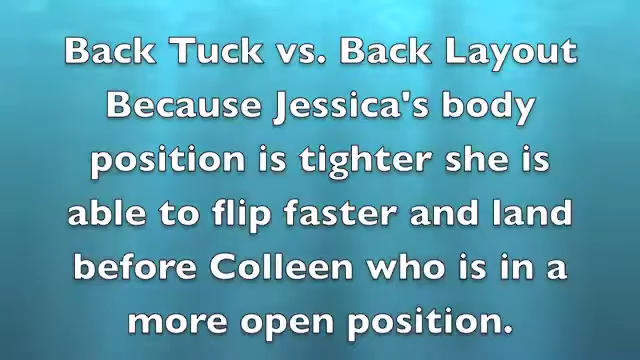 Back Tuck vs. Back Layout
Because Jessica's body
position is tighter she is
able to flip faster and land
before Colleen who is in a
more open position.